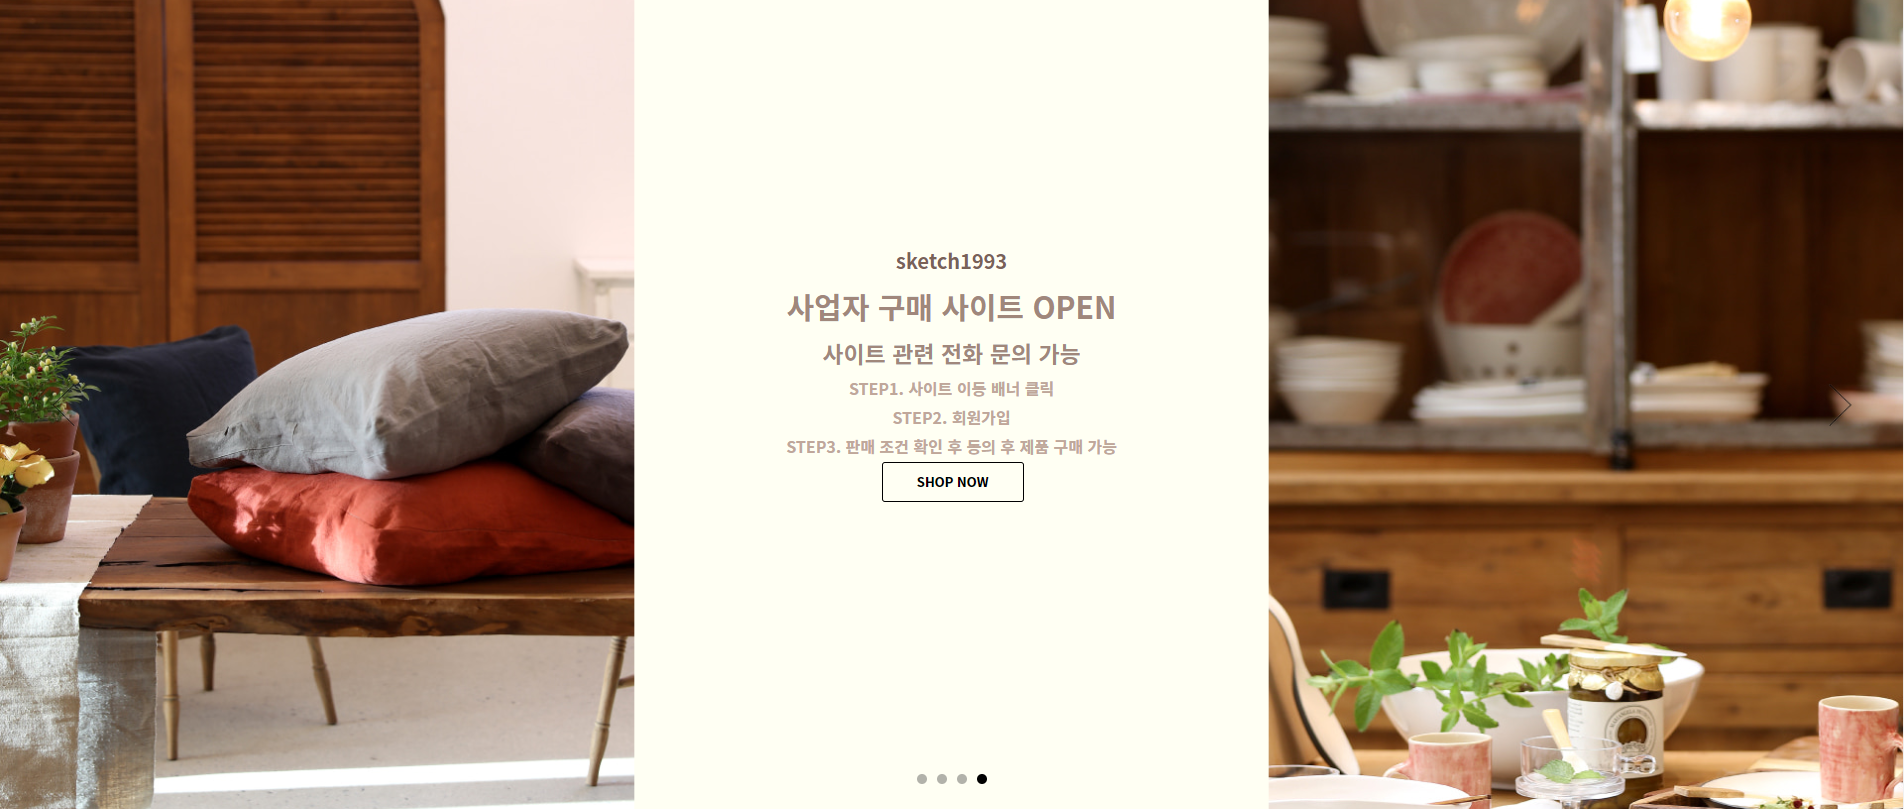 sketch1993
사업자 구매 사이트 OPEN
사이트 관련 전화 문의 가능
STEP1. 사이트 이동 배너 클릭
STEP2. 회원가입
STEP3. 판매 조건 확인 후 동의 후 제품 구매 가능
SHOP NOW